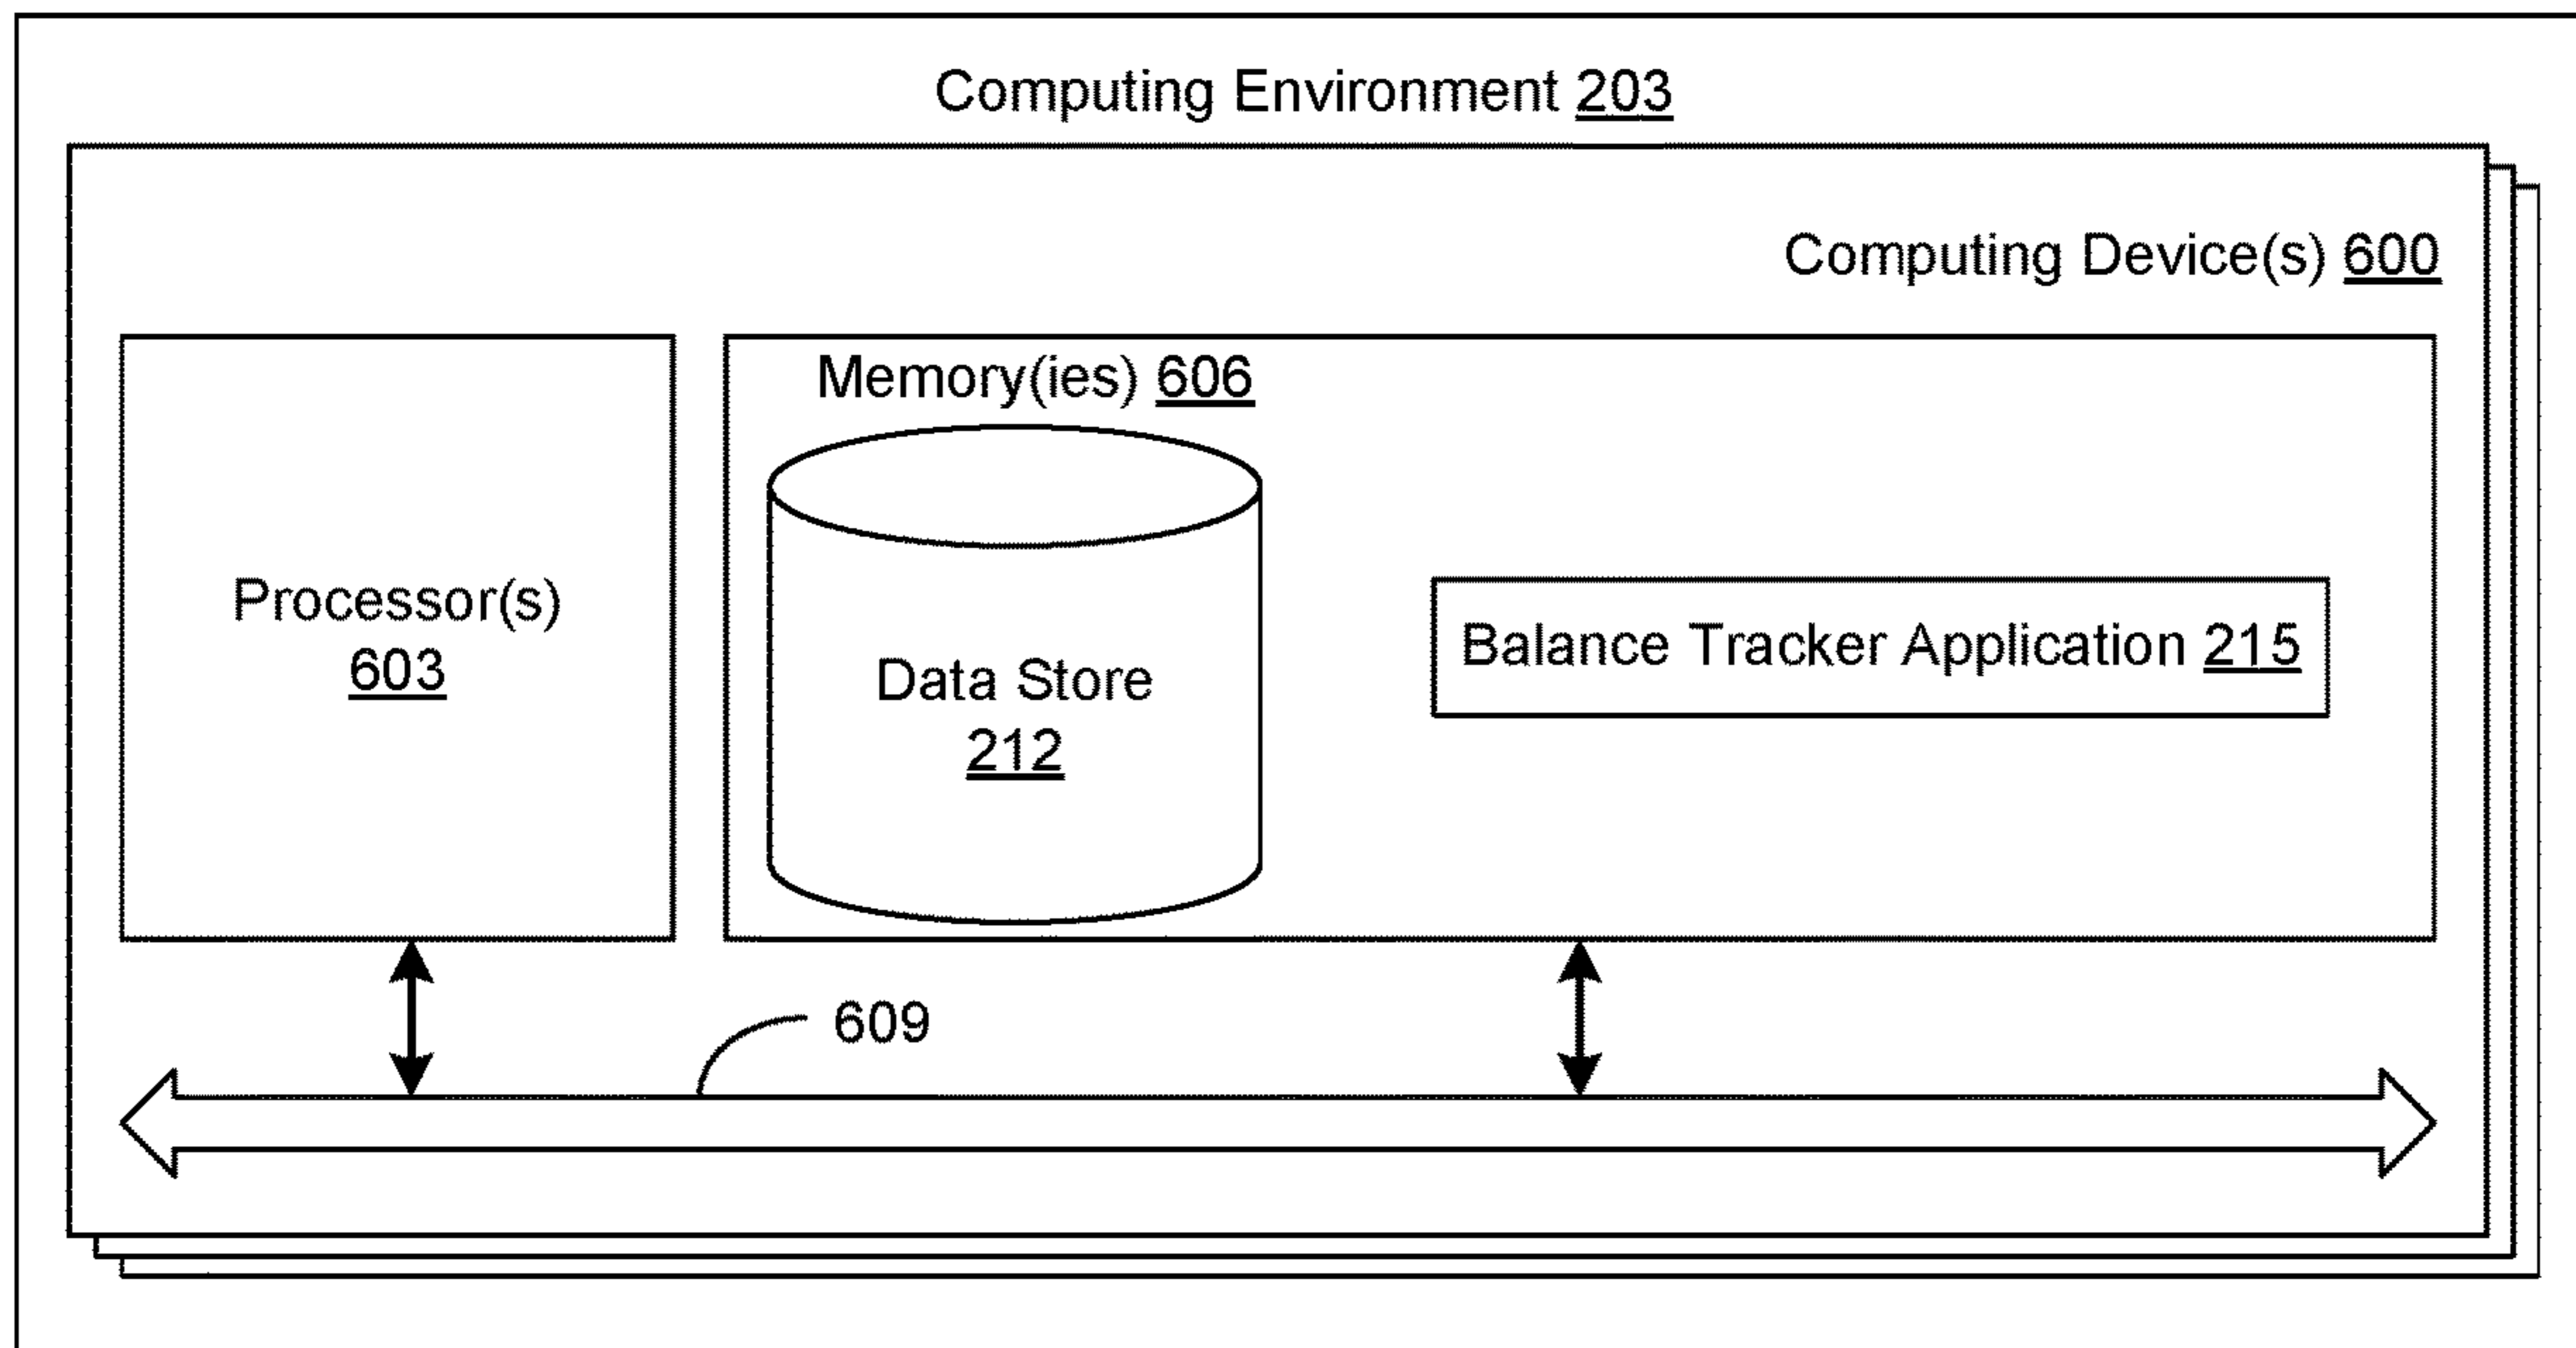 Computing Environment 203
Computing Device(s) 600
Memory(ies) 606
Processor(s)
603
Data Store
212
Balance Tracker Application 215
609